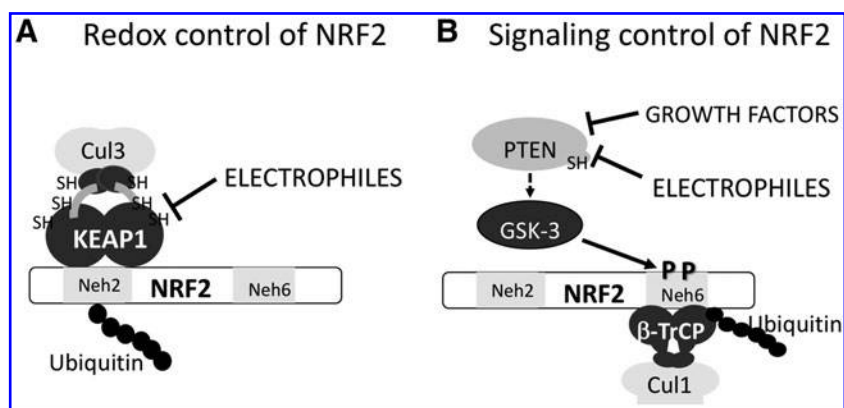 A Redox control of NRF2
Cul3
SH SH
SH SH
SH SH
ELECTROPHILES
KEAP1
Neh2 NRF2 Neh6
Ubiquitin
B Signaling control of NRF2
GROWTH FACTORS
PTEN
SH
ELECTROPHILES
GSK-3
P P
Neh2 NRF2 Neh6
β-TrCP
Ubiquitin
Cul1